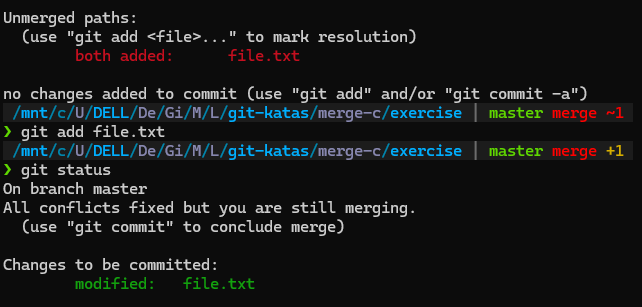 Unmerged paths:
  (use "git add <file>..." to mark resolution)
        both added:      file.txt

no changes added to commit (use "git add" and/or "git commit -a")
/mnt/c/U/DELL/De/Gi/M/L/git-katas/merge-c/exercise | master merge ~1
❯ git add file.txt
/mnt/c/U/DELL/De/Gi/M/L/git-katas/merge-c/exercise | master merge +1
❯ git status
On branch master
All conflicts fixed but you are still merging.
  (use "git commit" to conclude merge)

Changes to be committed:
        modified:   file.txt